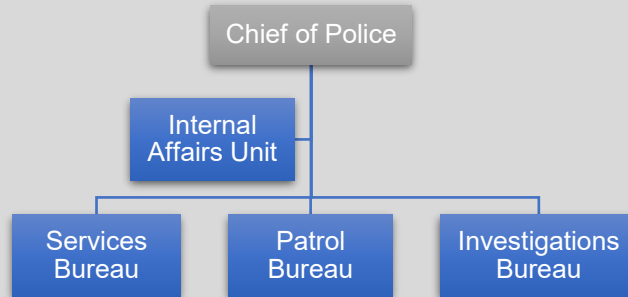 Chief of Police
Internal
Affairs Unit
Services
Bureau
Patrol
Bureau
Investigations
Bureau